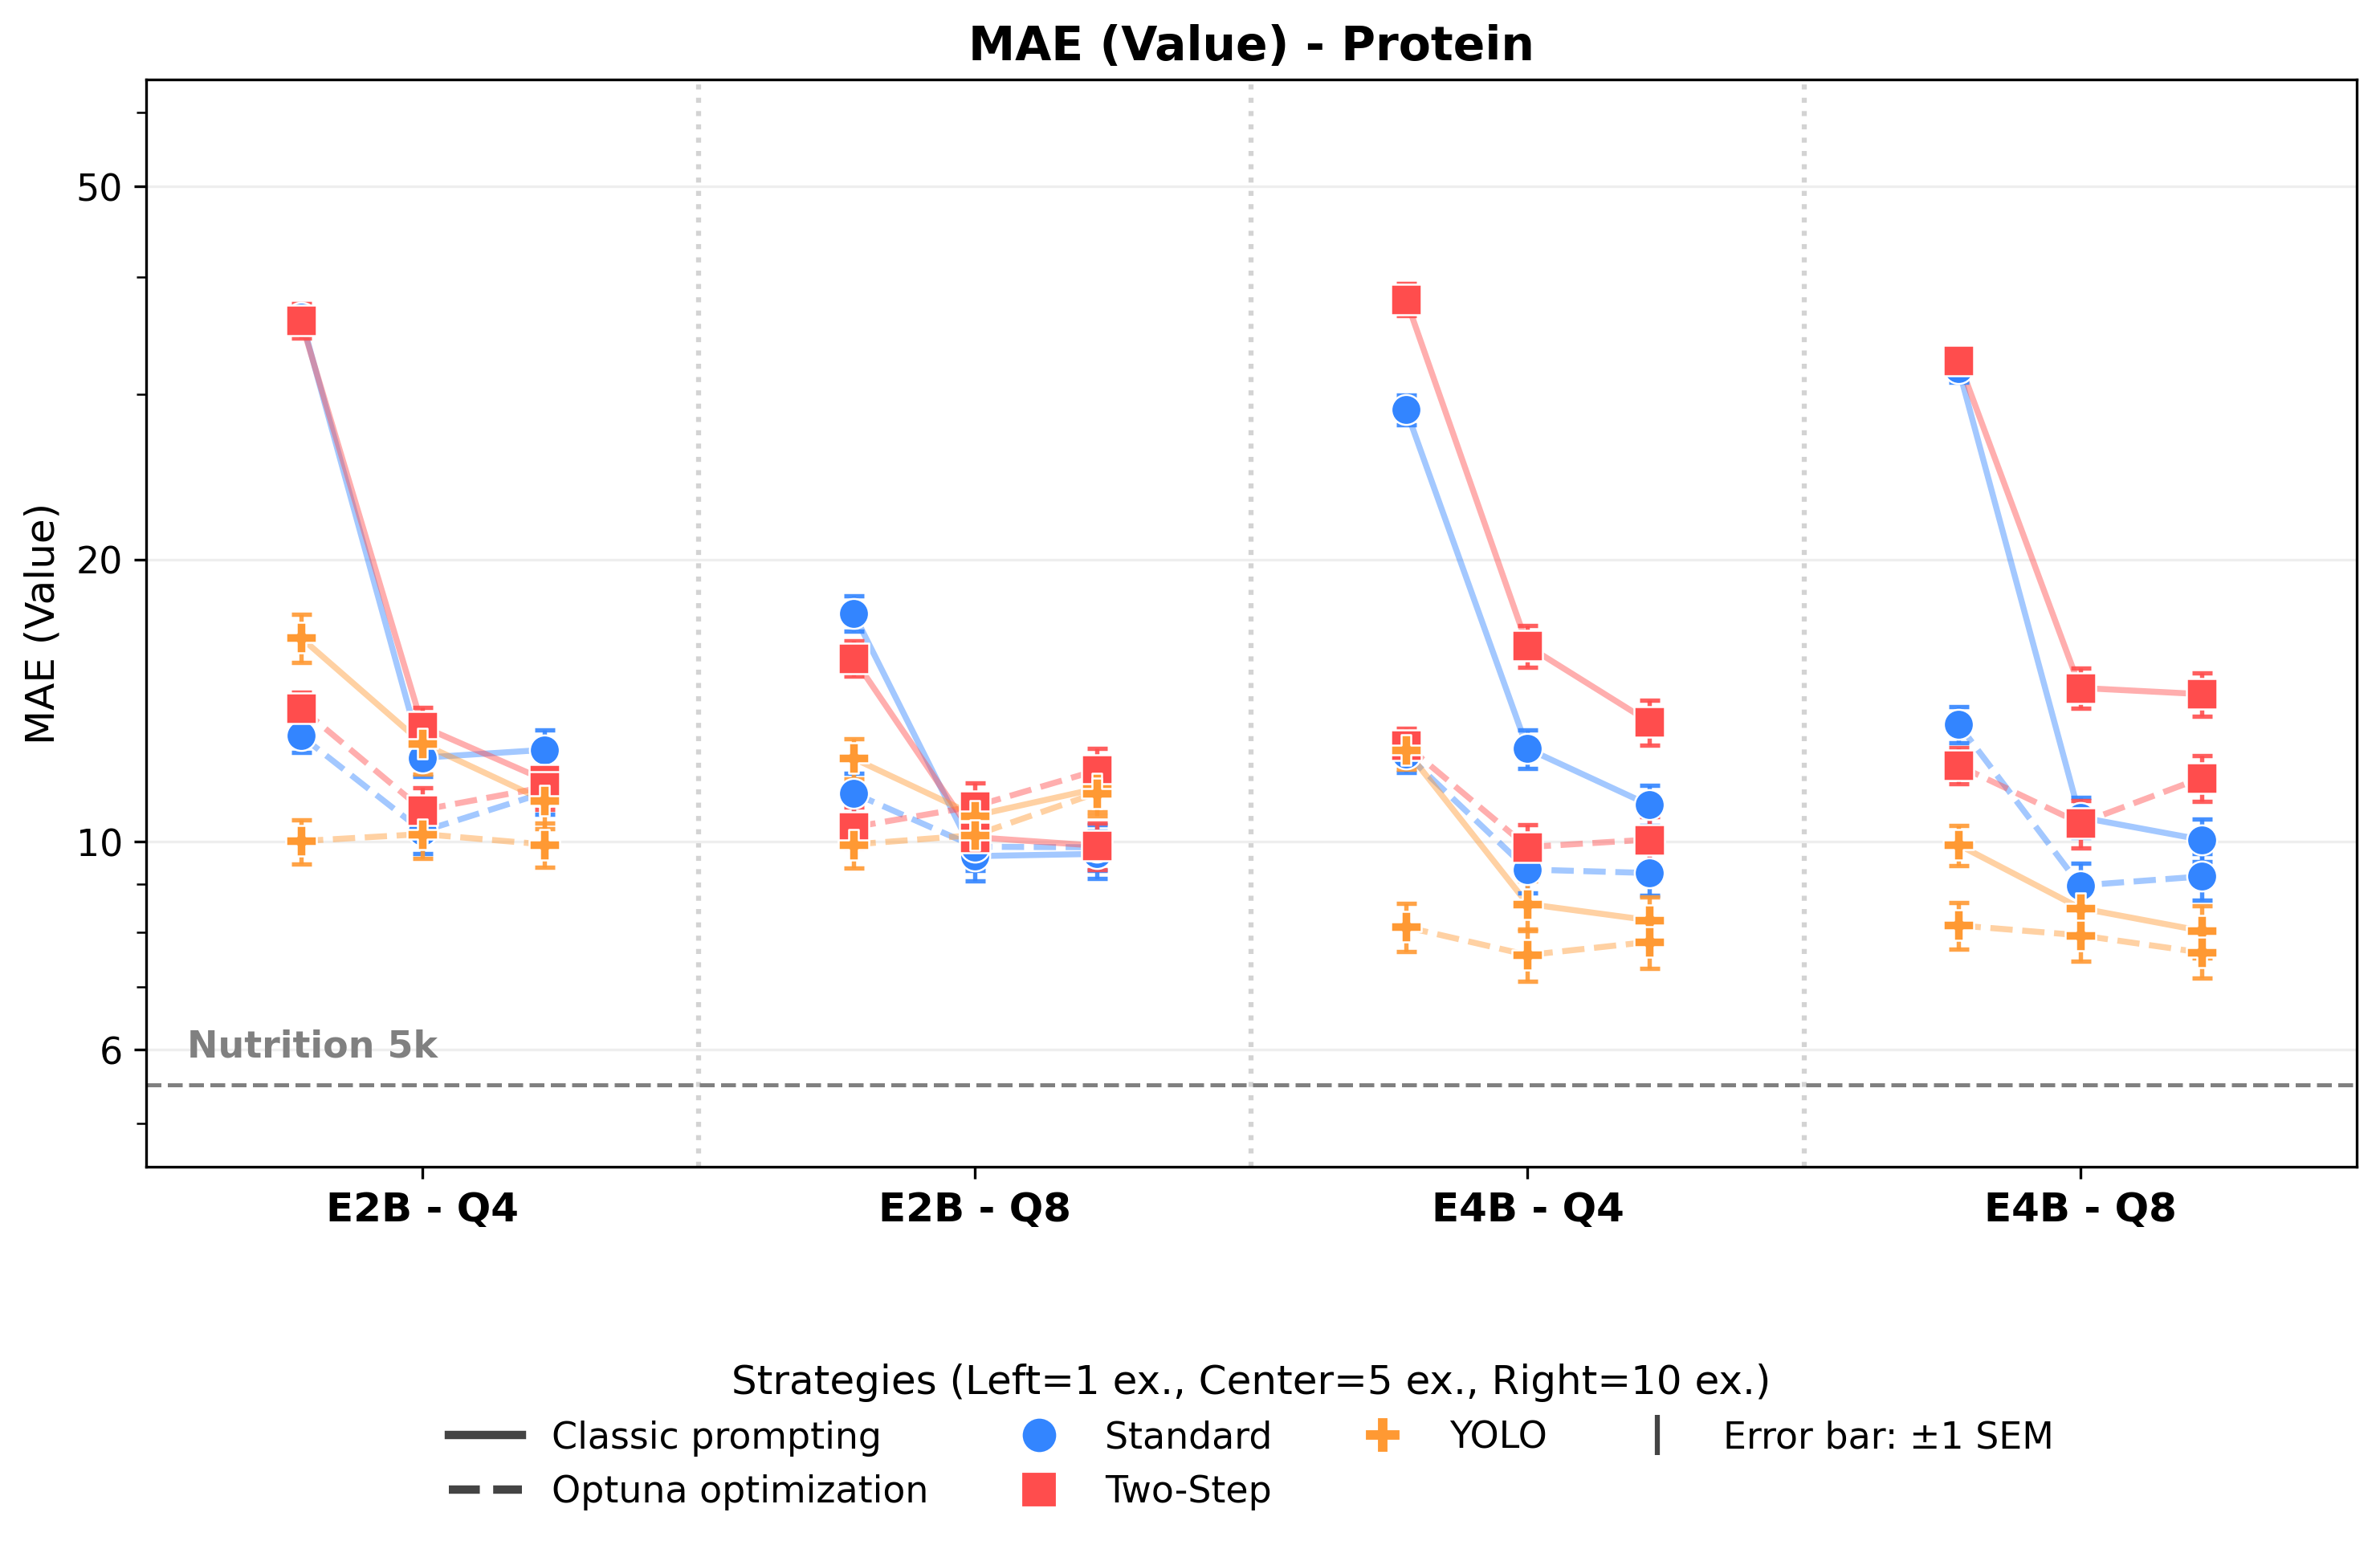 MAE (Value) - Protein
MAE (Value)
50
20
10
6
Nutrition 5k
E2B - Q4
E2B - Q8
E4B - Q4
E4B - Q8
Strategies (Left=1 ex., Center=5 ex., Right=10 ex.)
Classic prompting
Optuna optimization
Standard
Two-Step
YOLO
Error bar: ±1 SEM